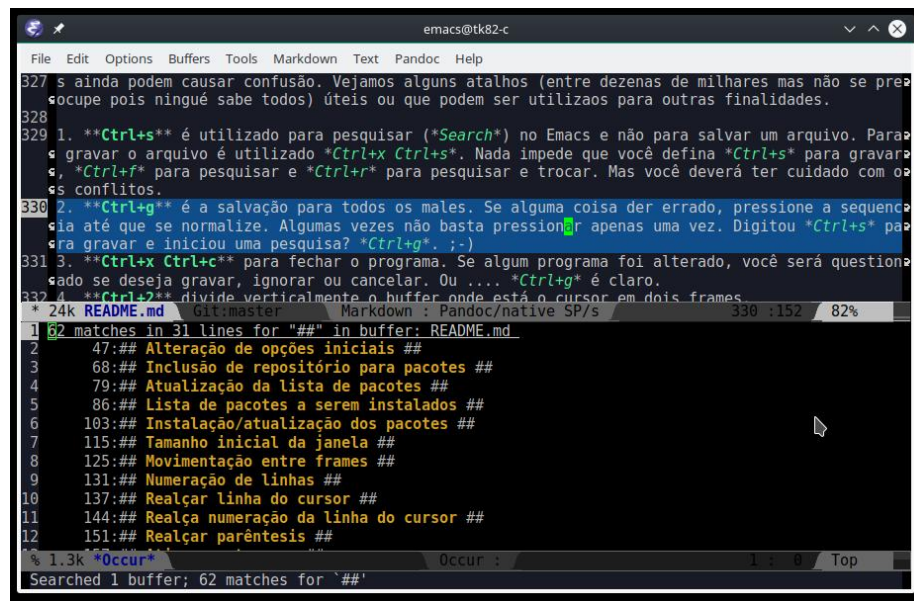 emacs@tk82-c
File Edit Options Buffers Tools Markdown Text Pandoc Help
327 s ainda podem causar confusão. Vejamos alguns atalhos (entre dezenas de milhares mas não se pre
ocupe pois ningué sabe todos) úteis ou que podem ser utilizaos para outras finalidades.
328
329 1. **Ctrl+s** é utilizado para pesquisar (*Search*) no Emacs e não para salvar um arquivo. Para
gravar o arquivo é utilizado *Ctrl+x Ctrl+s*. Nada impede que você defina *Ctrl+s* para gravar
, *Ctrl+f* para pesquisar e *Ctrl+r* para pesquisar e trocar. Mas você deverá ter cuidado com o
s conflitos.
330 2. **Ctrl+g** é a salvação para todos os males. Se alguma coisa der errado, pressione a sequenc
ia até que se normalize. Algumas vezes não basta pressionar apenas uma vez. Digitou *Ctrl+s* pa
ra gravar e iniciou uma pesquisa? *Ctrl+g*. ;-)
331 3. **Ctrl+x Ctrl+c** para fechar o programa. Se algum programa foi alterado, você será question
ado se deseja gravar, ignorar ou cancelar. Ou .... *Ctrl+g* é claro.
332 4. **Ctrl+2** divide verticalmente o buffer onde está o cursor em dois frames.
* 24k README.md Git:master Markdown : Pandoc/native SP/s 330 :152 82%
1 62 matches in 31 lines for "##" in buffer: README.md
2 47:## Alteração de opções iniciais ##
3 68:## Inclusão de repositório para pacotes ##
4 79:## Atualização da lista de pacotes ##
5 86:## Lista de pacotes a serem instalados ##
6 103:## Instalação/atualização dos pacotes ##
7 115:## Tamanho inicial da janela ##
8 125:## Movimentação entre frames ##
9 131:## Numeração de linhas ##
10 137:## Realçar linha do cursor ##
11 144:## Realça numeração da linha do cursor ##
12 151:## Realçar parêntesis ##
% 1.3k *Occur* Occur : 1 : 0 Top
Searched 1 buffer; 62 matches for `##'